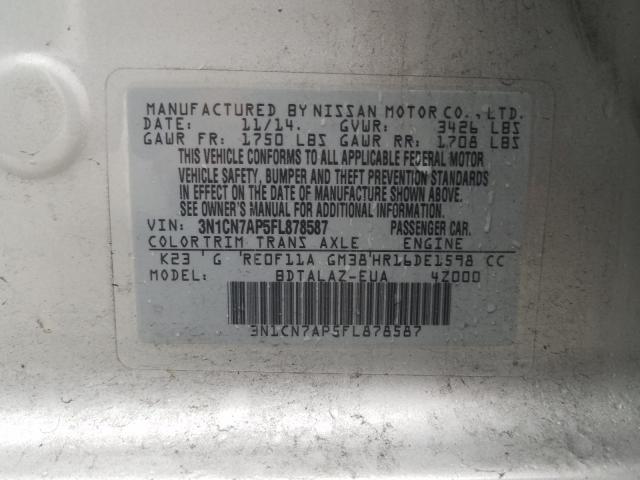 MANUFACTURED BY NISSAN MOTOR CO., LTD.
DATE: 11/14. GVWR: 3426 LBS
GAWR FR: 1750 LBS GAWR RR: 1708 LBS
THIS VEHICLE CONFORMS TO ALL APPLICABLE FEDERAL MOTOR
VEHICLE SAFETY, BUMPER AND THEFT PREVENTION STANDARDS
IN EFFECT ON THE DATE OF MANUFACTURE SHOWN ABOVE.
SEE OWNER'S MANUAL FOR ADDITIONAL INFORMATION.
VIN: 3N1CN7AP5FL878587 PASSENGER CAR.
COLORTRIM TRANS AXLE ENGINE
K23 G RE0F11A GM38 HR16DE1598 CC
MODEL: BDTALAZ-EUA 4Z000
3N1CN7AP5FL878587